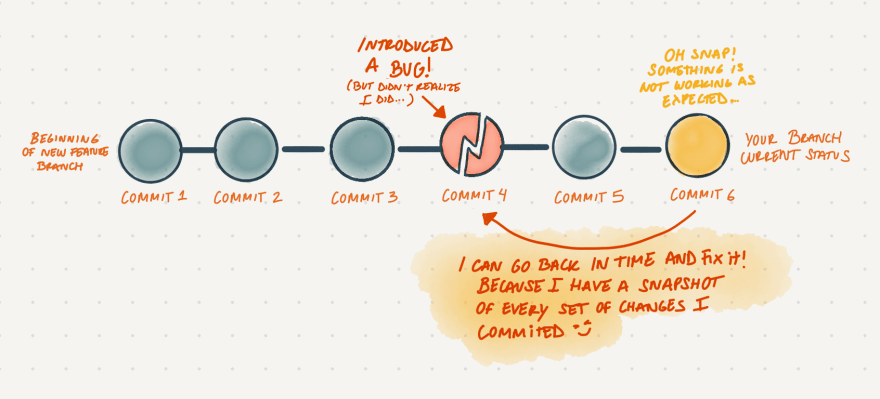 INTRODUCED
A BUG!
(BUT DIDN'T REALIZE
I DID...)
OH SNAP!
SOMETHING IS
NOT WORKING AS
EXPECTED...
BEGINNING
OF NEW FEATURE
BRANCH
YOUR BRANCH
CURRENT STATUS
COMMIT 1
COMMIT 2
COMMIT 3
COMMIT 4
COMMIT 5
COMMIT 6
I CAN GO BACK IN TIME AND FIX IT!
BECAUSE I HAVE A SNAPSHOT
OF EVERY SET OF CHANGES I
COMMITED